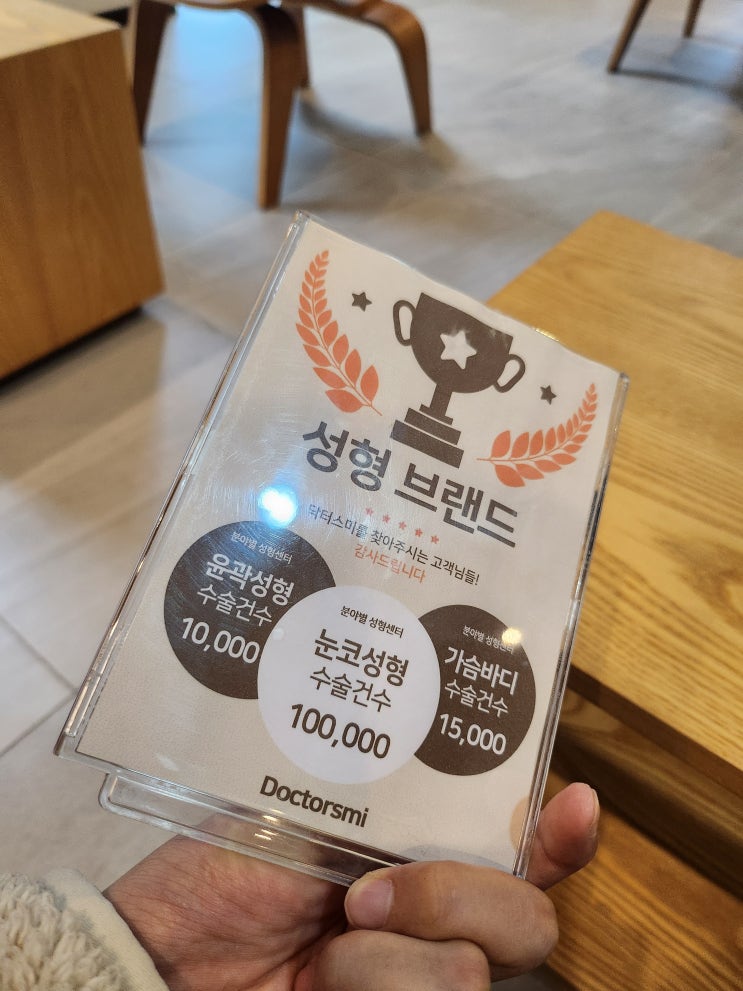 성형 브랜드
닥터스미를 찾아주시는 고객님들!
감사드립니다
분야별 성형센터
윤곽성형
수술건수
10,000
분야별 성형센터
눈코성형
수술건수
100,000
분야별 성형센터
가슴바디
수술건수
15,000
Doctorsmi